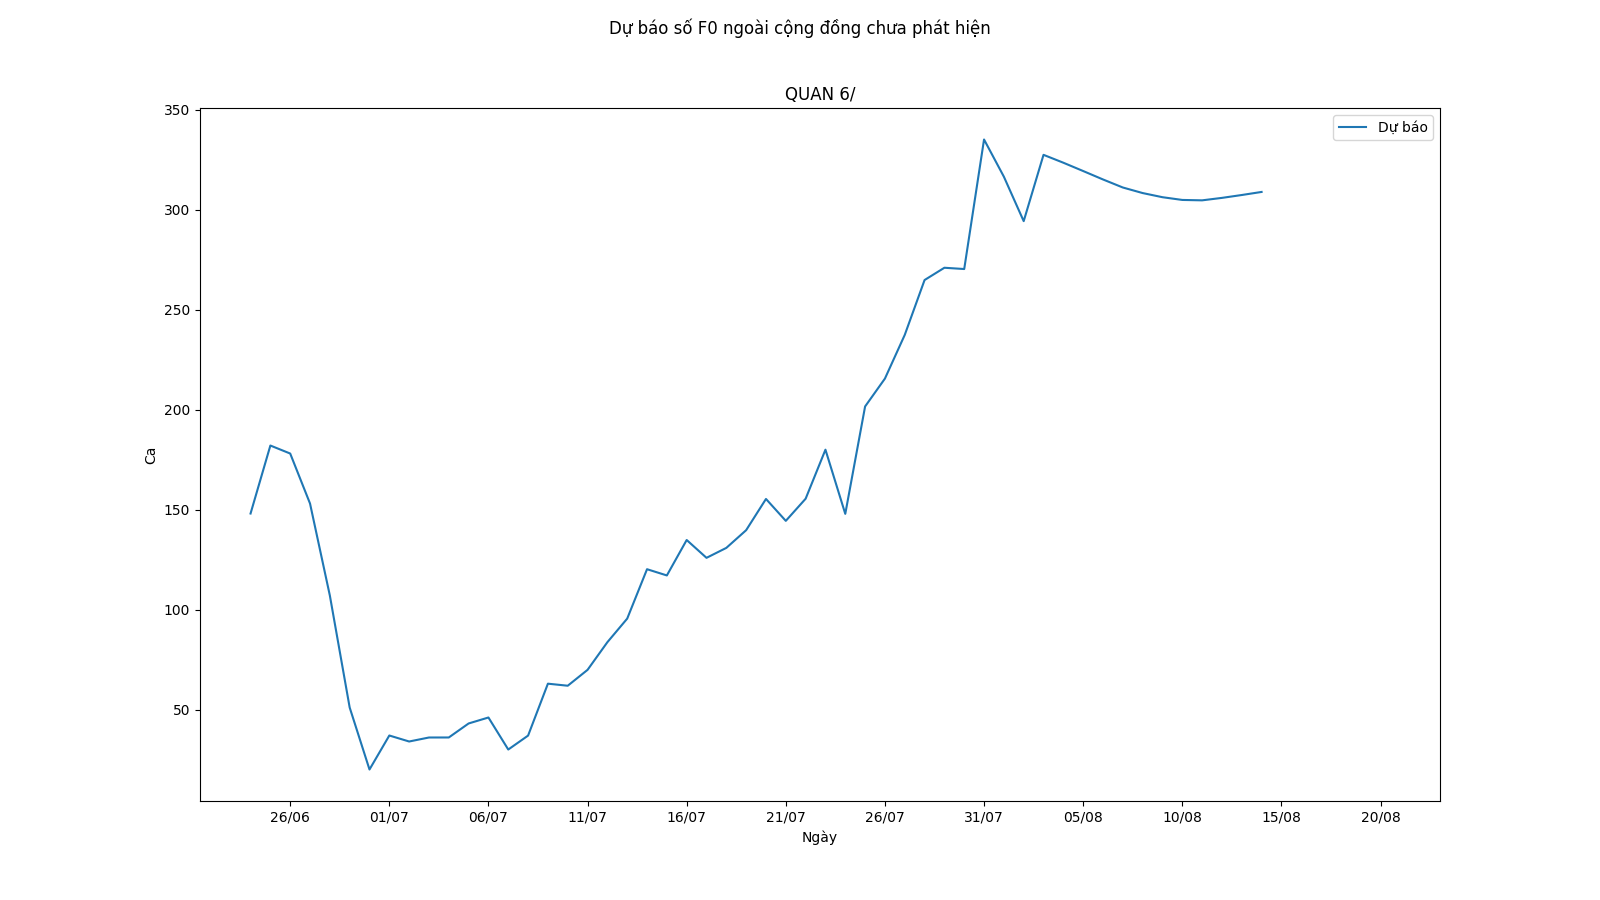 Dự báo số F0 ngoài cộng đồng chưa phát hiện
QUAN 6/
350
300
250
200
150
100
50
Ca
Dự báo
26/06 01/07 06/07 11/07 16/07 21/07 26/07 31/07 05/08 10/08 15/08 20/08
Ngày